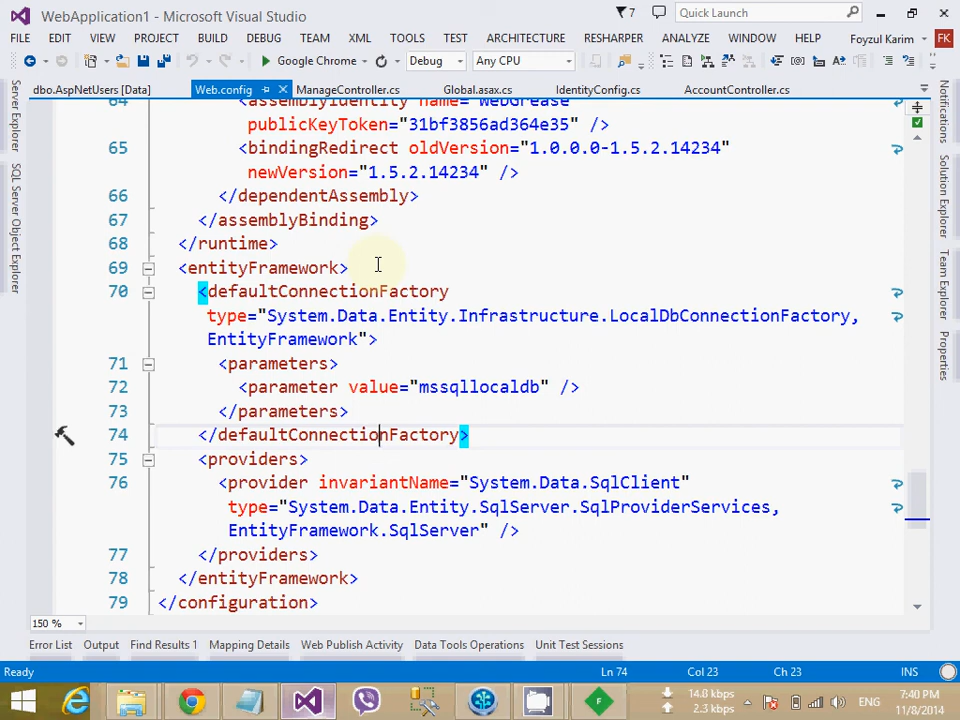 WebApplication1 - Microsoft Visual Studio
7
Quick Launch
FILE EDIT VIEW PROJECT BUILD DEBUG TEAM XML TOOLS TEST ARCHITECTURE RESHARPER ANALYZE WINDOW HELP Foyzul Karim FK
Google Chrome Debug Any CPU
dbo.AspNetUsers [Data] Web.config ManageController.cs Global.asax.cs IdentityConfig.cs AccountController.cs
Server Explorer
SQL Server Object Explorer
64 <assemblyIdentity name="WebGrease"
publicKeyToken="31bf3856ad364e35" />
65 <bindingRedirect oldVersion="1.0.0.0-1.5.2.14234"
newVersion="1.5.2.14234" />
66 </dependentAssembly>
67 </assemblyBinding>
68 </runtime>
69 <entityFramework>
70 <defaultConnectionFactory
type="System.Data.Entity.Infrastructure.LocalDbConnectionFactory,
EntityFramework">
71 <parameters>
72 <parameter value="mssqllocaldb" />
73 </parameters>
74 </defaultConnectionFactory>
75 <providers>
76 <provider invariantName="System.Data.SqlClient"
type="System.Data.Entity.SqlServer.SqlProviderServices,
EntityFramework.SqlServer" />
77 </providers>
78 </entityFramework>
79 </configuration>
Notifications
Solution Explorer
Team Explorer
Properties
150 %
Error List Output Find Results 1 Mapping Details Web Publish Activity Data Tools Operations Unit Test Sessions
Ready Ln 74 Col 23 Ch 23 INS
14.8 kbps
2.3 kbps
ENG
7:40 PM
11/8/2014